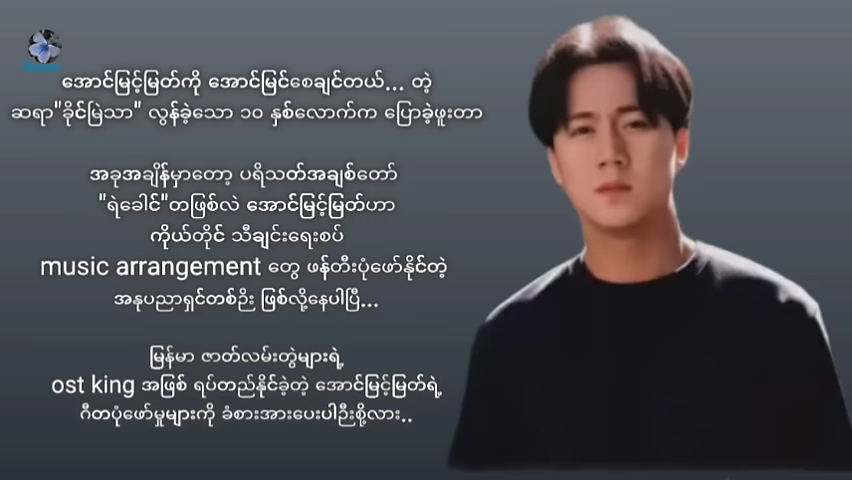 အောင်မြင့်မြတ်ကို အောင်မြင်စေချင်တယ်... တဲ့
ဆရာ"ခိုင်မြဲသာ" လွန်ခဲ့သော ၁၀ နှစ်လောက်က ပြောခဲ့ဖူးတာ
အခုအချိန်မှာတော့ ပရိသတ်အချစ်တော်
"ရဲခေါင်"တဖြစ်လဲ အောင်မြင့်မြတ်ဟာ
ကိုယ်တိုင် သီချင်းရေးစပ်
music arrangement တွေ ဖန်တီးပုံဖော်နိုင်တဲ့
အနုပညာရှင်တစ်ဉီး ဖြစ်လို့နေပါပြီ...
မြန်မာ ဇာတ်လမ်းတွဲများရဲ့
ost king အဖြစ် ရပ်တည်နိုင်ခဲ့တဲ့ အောင်မြင့်မြတ်ရဲ့
ဂီတပုံဖော်မှုများကို ခံစားအားပေးပါဉီးစို့လား..